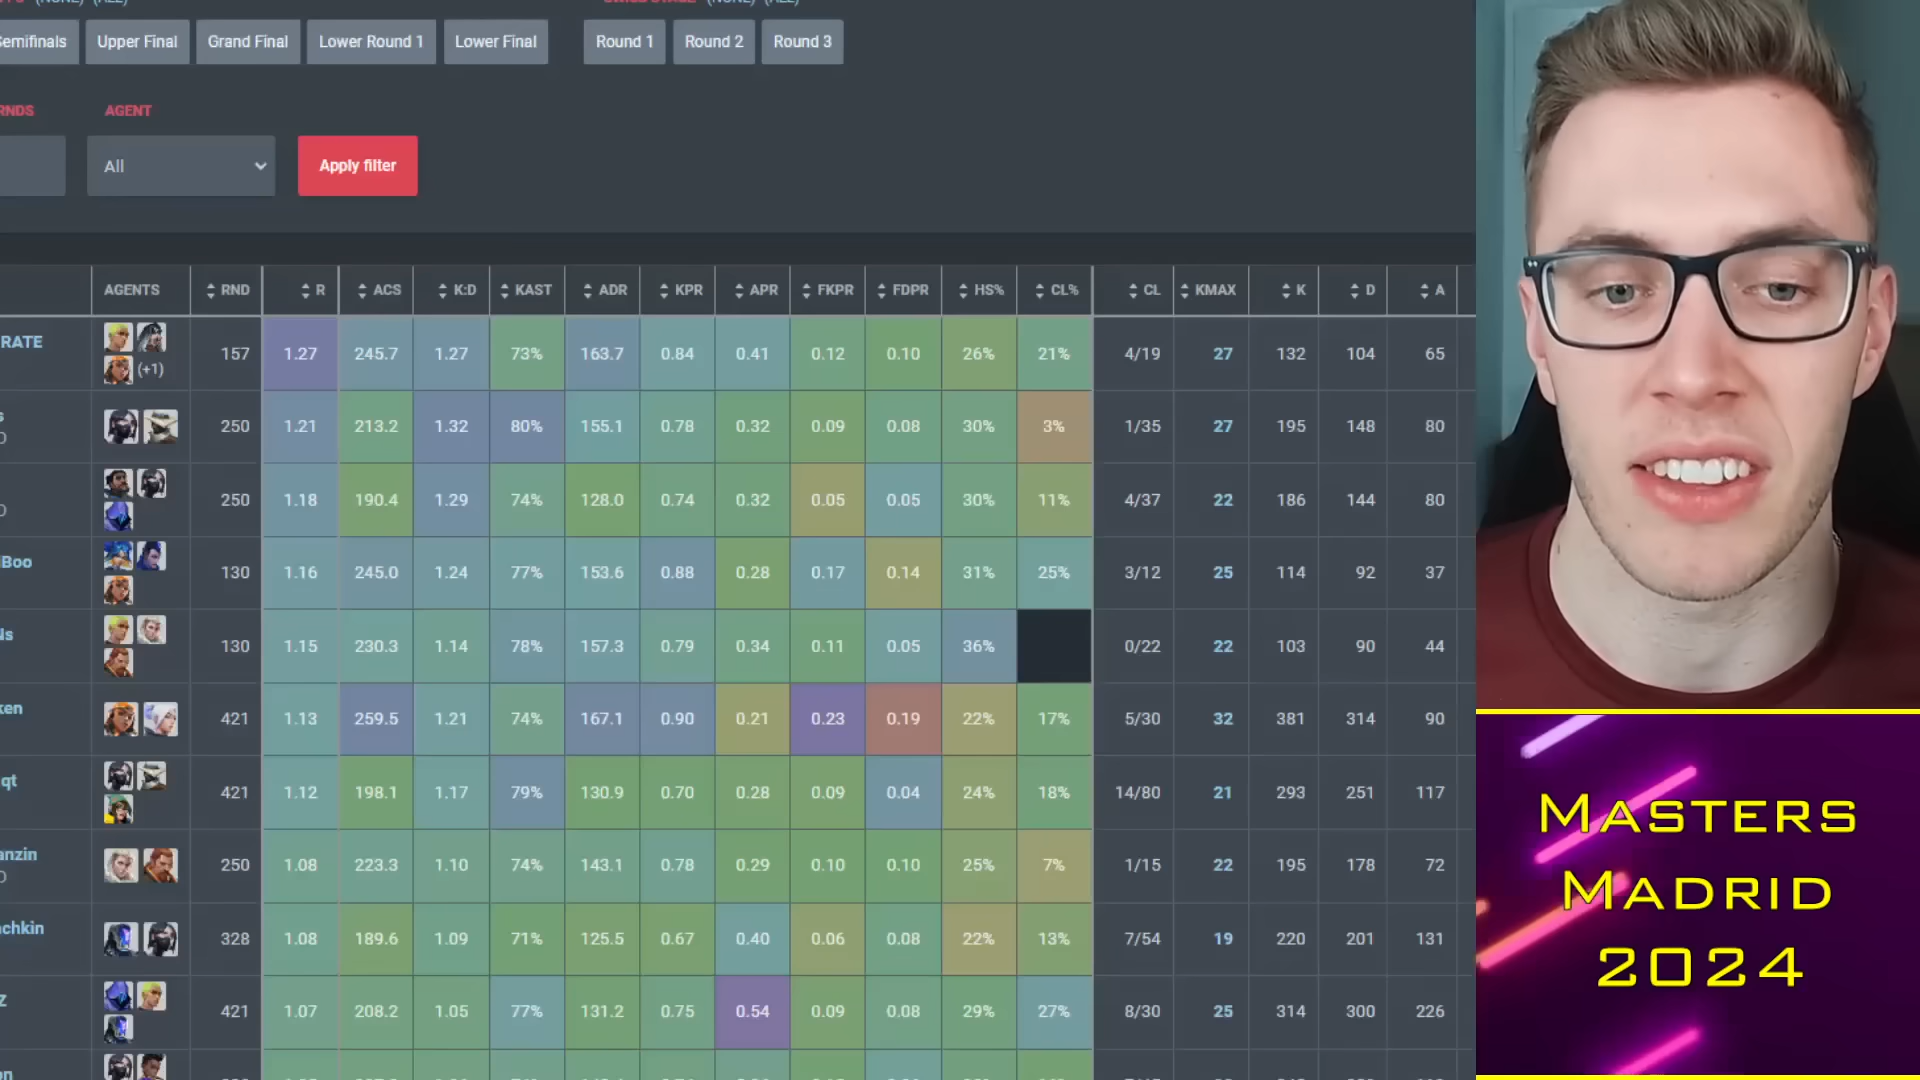 (NONE) (ALL) (NONE) (ALL)
Semifinals Upper Final Grand Final Lower Round 1 Lower Final Round 1 Round 2 Round 3
RNDS AGENT
All Apply filter
AGENTS RND R ACS K:D KAST ADR KPR APR FKPR FDPR HS% CL% CL KMAX K D A
RATE (+1) 157 1.27 245.7 1.27 73% 163.7 0.84 0.41 0.12 0.10 26% 21% 4/19 27 132 104 65
s 250 1.21 213.2 1.32 80% 155.1 0.78 0.32 0.09 0.08 30% 3% 1/35 27 195 148 80
250 1.18 190.4 1.29 74% 128.0 0.74 0.32 0.05 0.05 30% 11% 4/37 22 186 144 80
iBoo 130 1.16 245.0 1.24 77% 153.6 0.88 0.28 0.17 0.14 31% 25% 3/12 25 114 92 37
Ns 130 1.15 230.3 1.14 78% 157.3 0.79 0.34 0.11 0.05 36% 0/22 22 103 90 44
ken 421 1.13 259.5 1.21 74% 167.1 0.90 0.21 0.23 0.19 22% 17% 5/30 32 381 314 90
qt 421 1.12 198.1 1.17 79% 130.9 0.70 0.28 0.09 0.04 24% 18% 14/80 21 293 251 117
anzin 250 1.08 223.3 1.10 74% 143.1 0.78 0.29 0.10 0.10 25% 7% 1/15 22 195 178 72
achkin 328 1.08 189.6 1.09 71% 125.5 0.67 0.40 0.06 0.08 22% 13% 7/54 19 220 201 131
z 421 1.07 208.2 1.05 77% 131.2 0.75 0.54 0.09 0.08 29% 27% 8/30 25 314 300 226
on
MASTERS
MADRID
2024